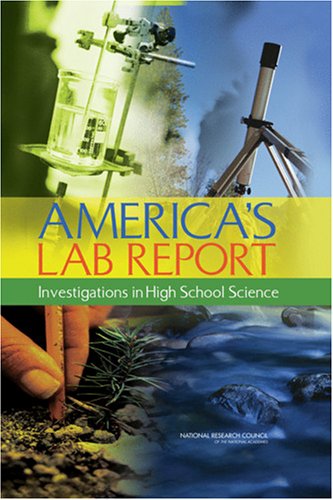 AMERICA'S
LAB REPORT
Investigations in High School Science
NATIONAL RESEARCH COUNCIL
OF THE NATIONAL ACADEMIES